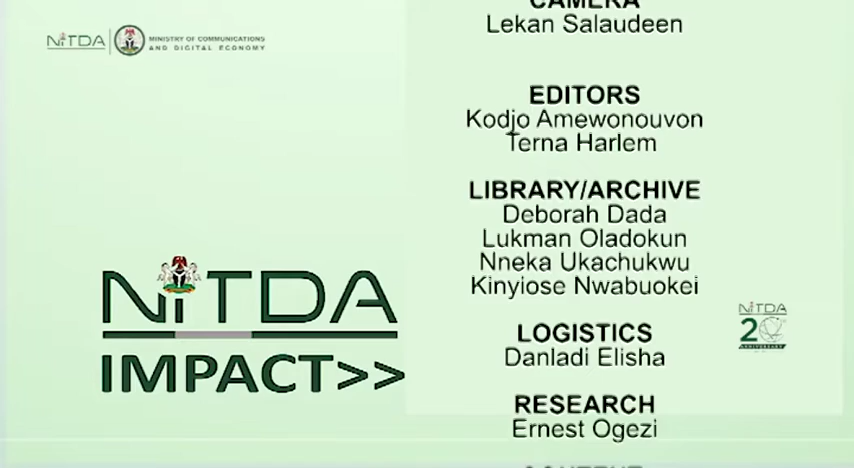 NiTDA
MINISTRY OF COMMUNICATIONS
AND DIGITAL ECONOMY
NiTDA
IMPACT>>
CAMERA
Lekan Salaudeen
EDITORS
Kodjo Amewonouvon
Terna Harlem
LIBRARY/ARCHIVE
Deborah Dada
Lukman Oladokun
Nneka Ukachukwu
Kinyiose Nwabuokei
LOGISTICS
Danladi Elisha
RESEARCH
Ernest Ogezi
NiTDA
20
ANNIVERSARY